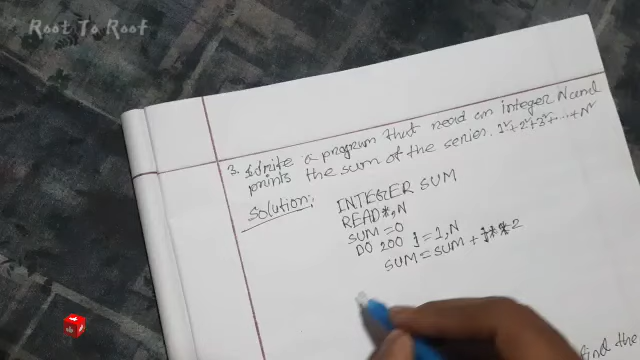 Root To Root
3. Write a program that read an integer N and
prints the sum of the series. 1²+2²+3²+...+N²
Solution:
INTEGER SUM
READ*,N
SUM=0
DO 200 J=1,N
SUM=SUM+J**2
find the